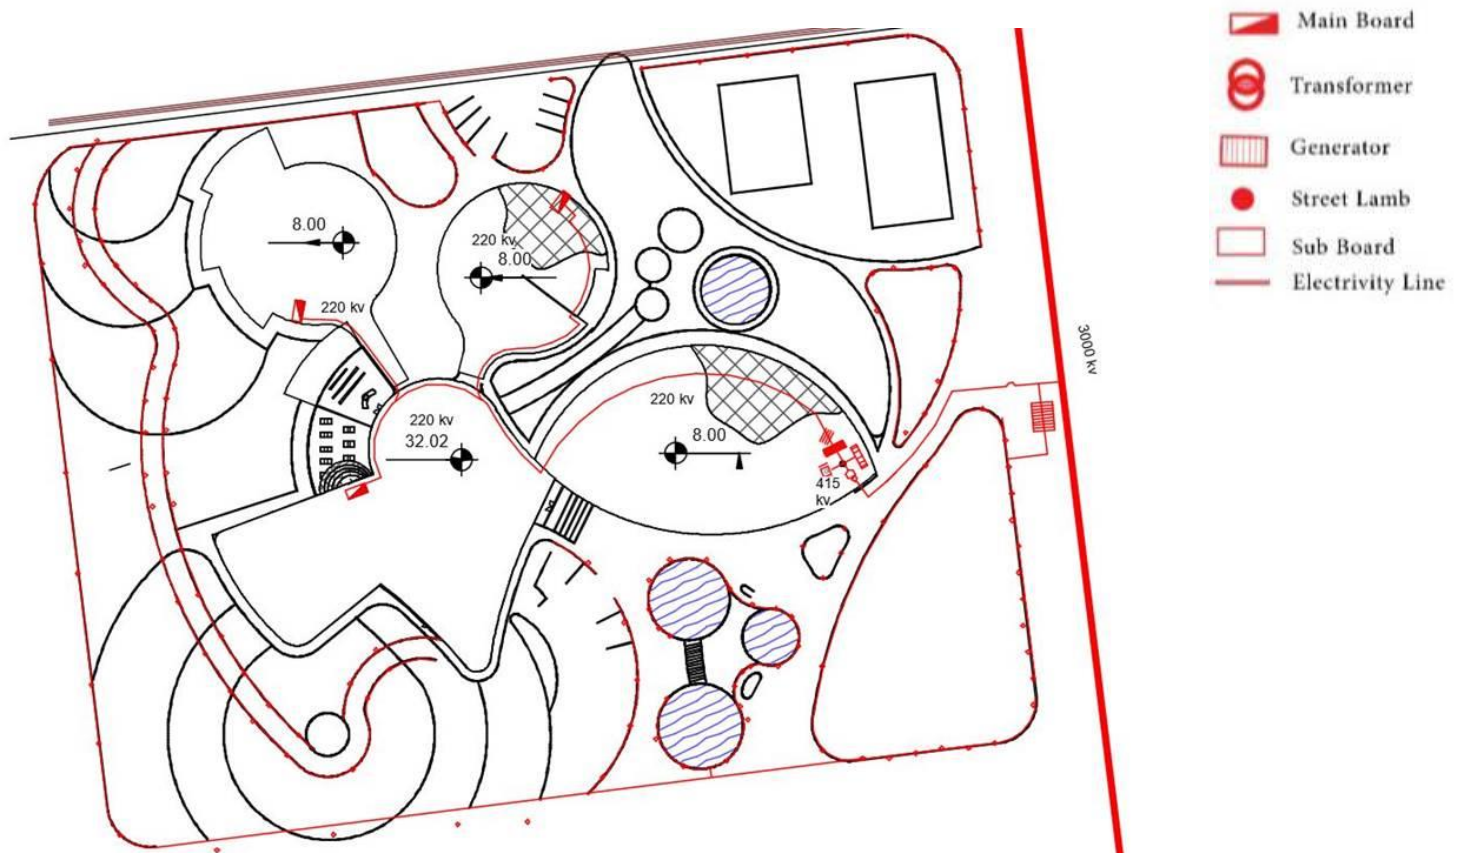 Main Board
Transformer
Generator
Street Lamb
Sub Board
Electrivity Line
8.00
220 kv
8.00
220 kv
3000 kv
220 kv
220 kv
32.02
8.00
415
kv